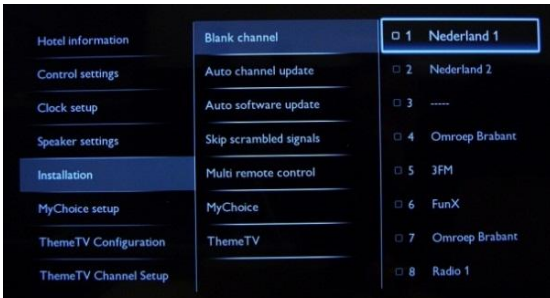 Hotel information
Control settings
Clock setup
Speaker settings
Installation
MyChoice setup
ThemeTV Configuration
ThemeTV Channel Setup
Blank channel
Auto channel update
Auto software update
Skip scrambled signals
Multi remote control
MyChoice
ThemeTV
1 Nederland 1
2 Nederland 2
3 -----
4 Omroep Brabant
5 3FM
6 FunX
7 Omroep Brabant
8 Radio 1